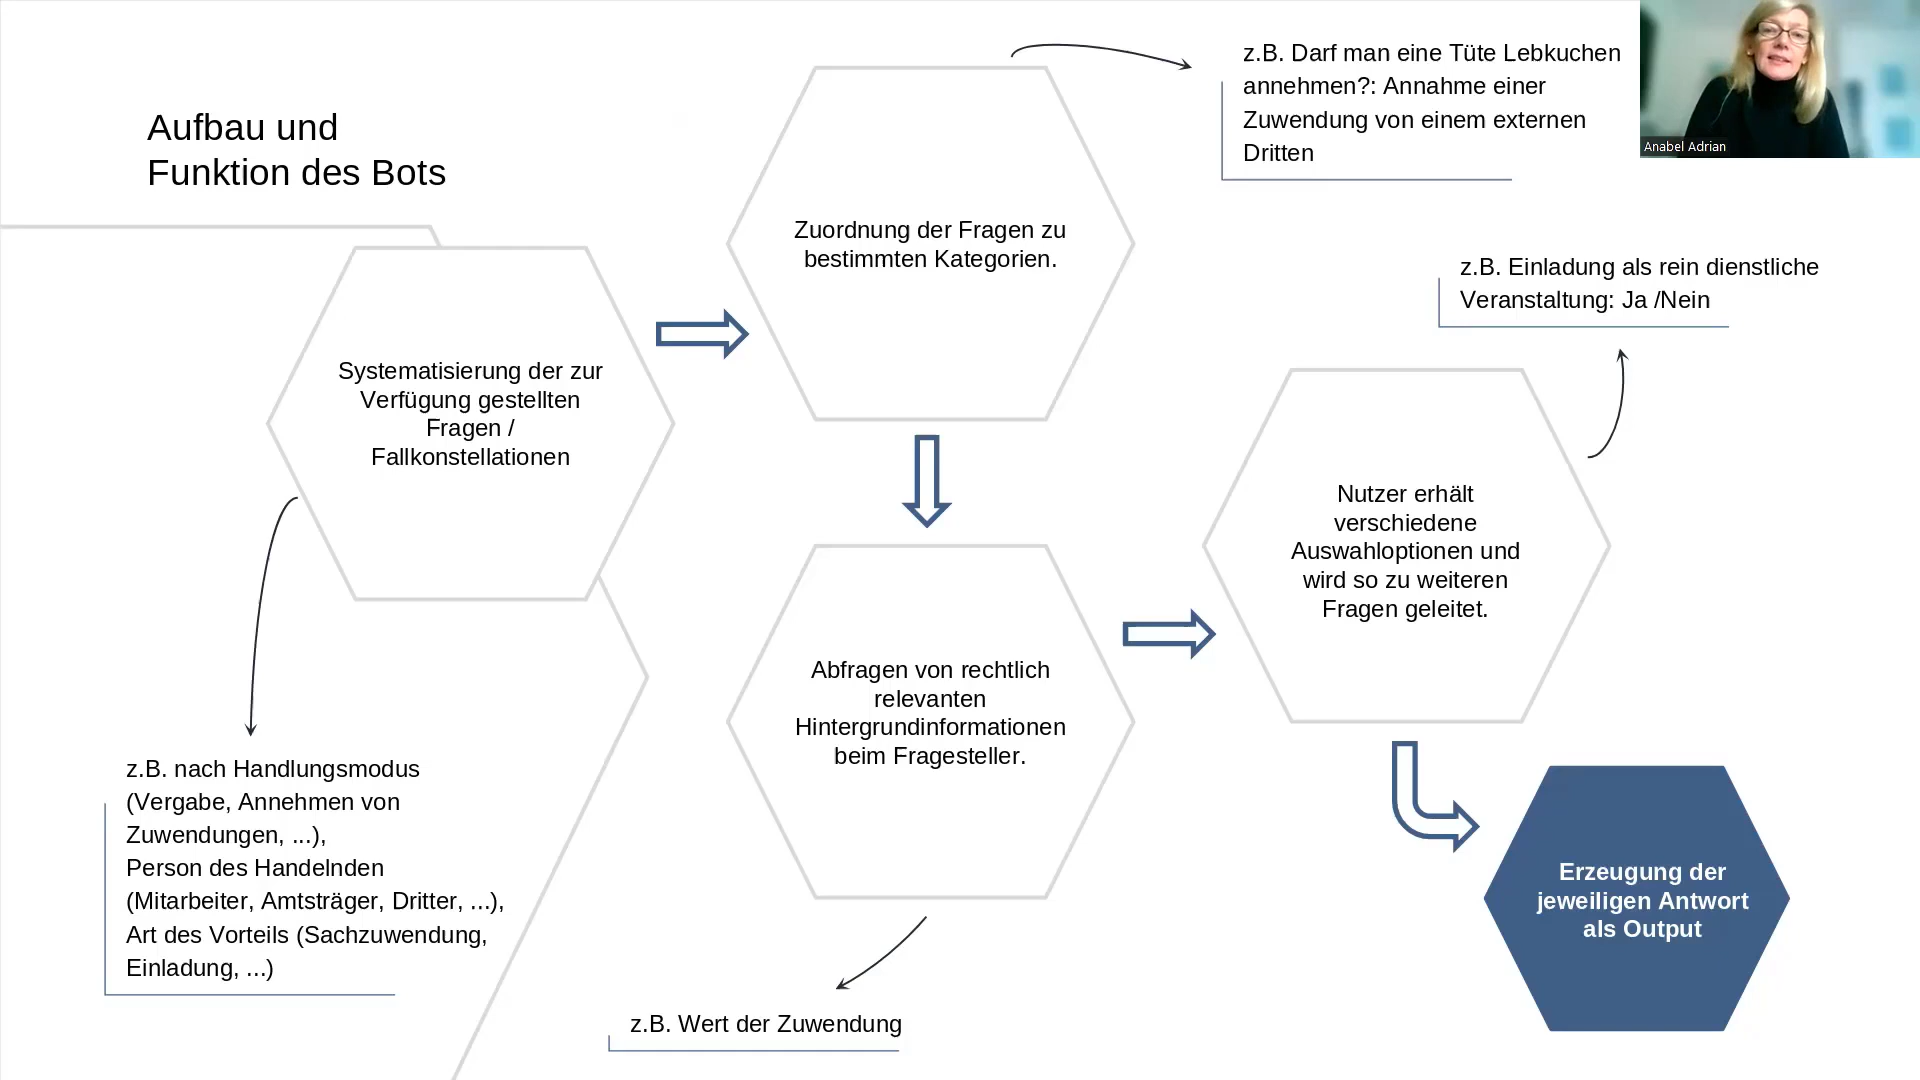 Aufbau und
Funktion des Bots
Systematisierung der zur
Verfügung gestellten
Fragen /
Fallkonstellationen
z.B. nach Handlungsmodus
(Vergabe, Annehmen von
Zuwendungen, ...),
Person des Handelnden
(Mitarbeiter, Amtsträger, Dritter, ...),
Art des Vorteils (Sachzuwendung,
Einladung, ...)
Zuordnung der Fragen zu
bestimmten Kategorien.
z.B. Darf man eine Tüte Lebkuchen
annehmen?: Annahme einer
Zuwendung von einem externen
Dritten
Abfragen von rechtlich
relevanten
Hintergrundinformationen
beim Fragesteller.
z.B. Wert der Zuwendung
Nutzer erhält
verschiedene
Auswahloptionen und
wird so zu weiteren
Fragen geleitet.
z.B. Einladung als rein dienstliche
Veranstaltung: Ja /Nein
Erzeugung der
jeweiligen Antwort
als Output
Anabel Adrian